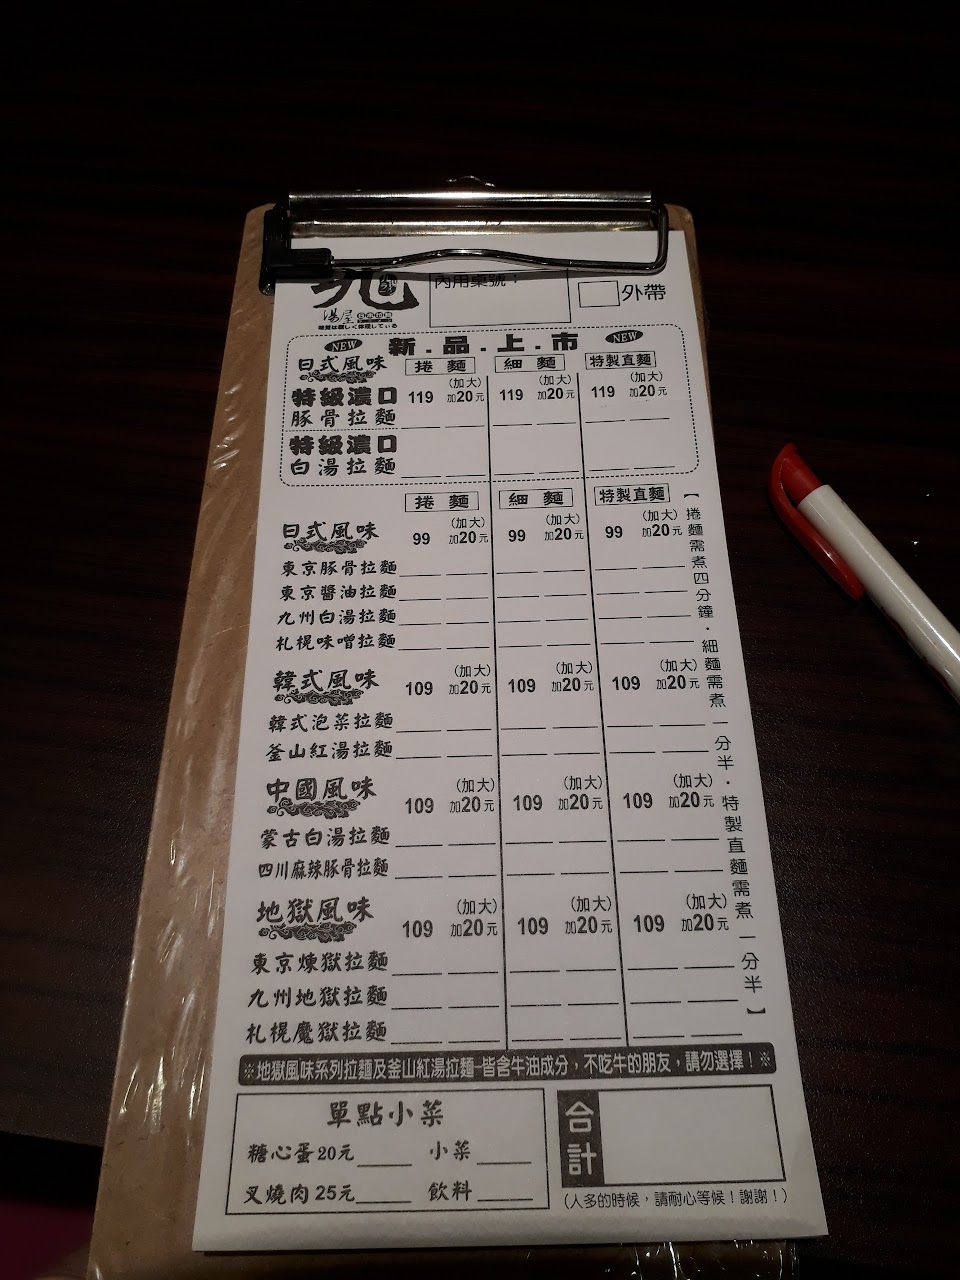 內用桌號：
外帶
湯屋 日式拉麵
NEW 新.品.上.市 NEW
日式風味 捲麵 細麵 特製直麵
(加大) (加大) (加大)
特級濃口 119 加20元 119 加20元 119 加20元
豚骨拉麵
特級濃口
白湯拉麵
捲麵 細麵 特製直麵
(加大) (加大) (加大)
日式風味 99 加20元 99 加20元 99 加20元
東京豚骨拉麵
東京醬油拉麵
九州白湯拉麵
札幌味噌拉麵
(加大) (加大) (加大)
韓式風味 109 加20元 109 加20元 109 加20元
韓式泡菜拉麵
釜山紅湯拉麵
(加大) (加大) (加大)
中國風味 109 加20元 109 加20元 109 加20元
蒙古白湯拉麵
四川麻辣豚骨拉麵
(加大) (加大) (加大)
地獄風味 109 加20元 109 加20元 109 加20元
東京煉獄拉麵
九州地獄拉麵
札幌魔獄拉麵
【捲麵需煮四分鐘．細麵需煮一分半．特製直麵需煮一分半】
※地獄風味系列拉麵及釜山紅湯拉麵-皆含牛油成分，不吃牛的朋友，請勿選擇！※
單點小菜
糖心蛋20元 小菜
叉燒肉25元 飲料
合計
(人多的時候，請耐心等候！謝謝！)